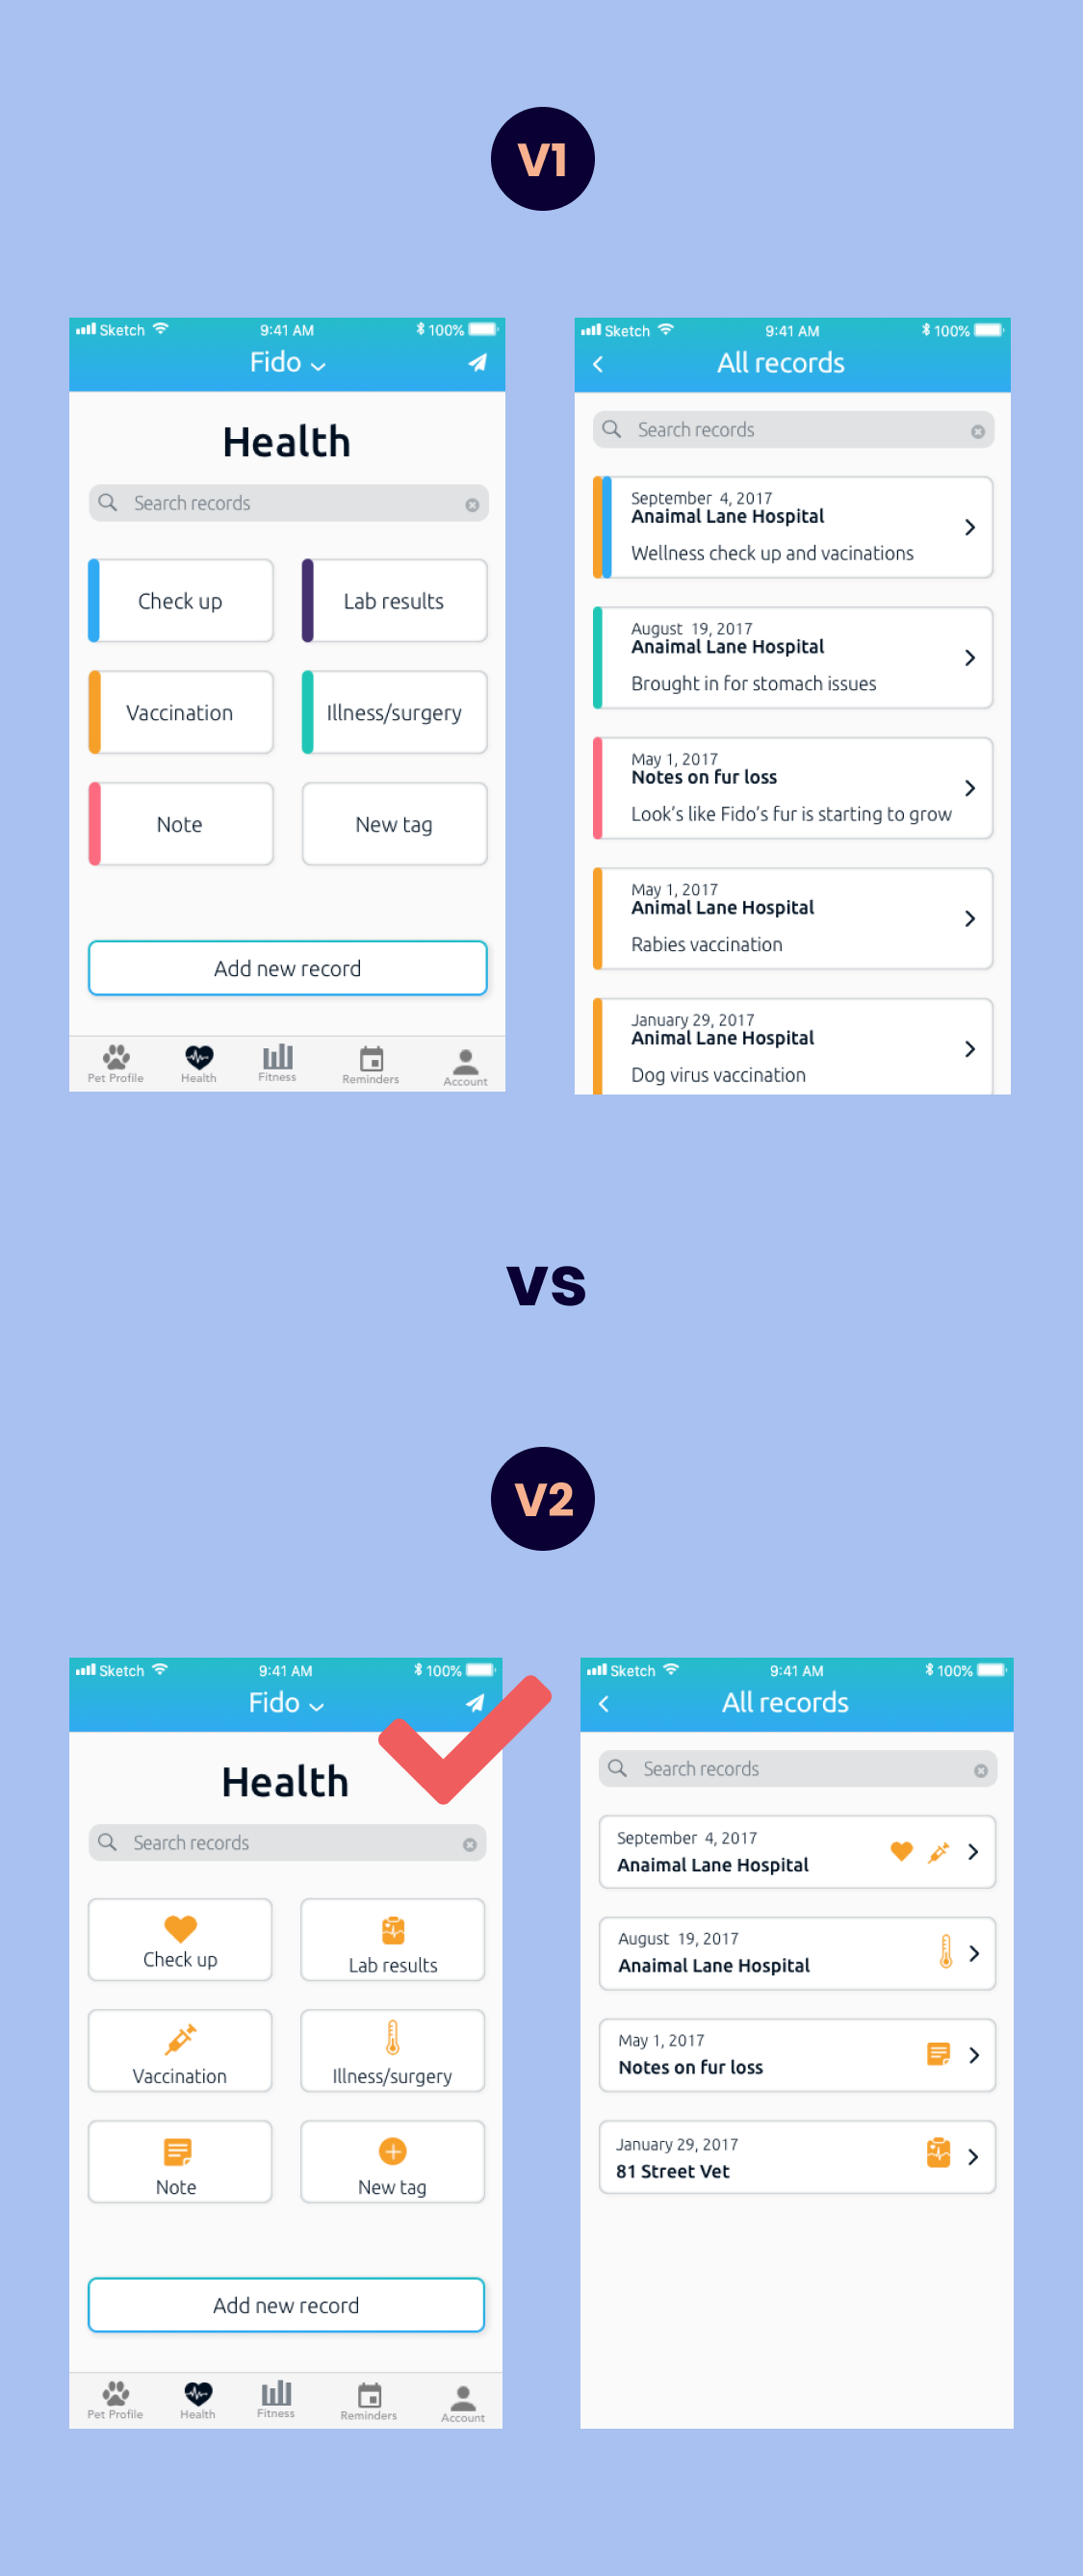 V1
Sketch 9:41 AM 100%
Fido
Health
Search records
Check up
Lab results
Vaccination
Illness/surgery
Note
New tag
Add new record
Pet Profile
Health
Fitness
Reminders
Account
Sketch 9:41 AM 100%
All records
Search records
September 4, 2017
Anaimal Lane Hospital
Wellness check up and vacinations
August 19, 2017
Anaimal Lane Hospital
Brought in for stomach issues
May 1, 2017
Notes on fur loss
Look's like Fido's fur is starting to grow
May 1, 2017
Animal Lane Hospital
Rabies vaccination
January 29, 2017
Animal Lane Hospital
Dog virus vaccination
VS
V2
Sketch 9:41 AM 100%
Fido
Health
Search records
Check up
Lab results
Vaccination
Illness/surgery
Note
New tag
Add new record
Pet Profile
Health
Fitness
Reminders
Account
Sketch 9:41 AM 100%
All records
Search records
September 4, 2017
Anaimal Lane Hospital
August 19, 2017
Anaimal Lane Hospital
May 1, 2017
Notes on fur loss
January 29, 2017
81 Street Vet